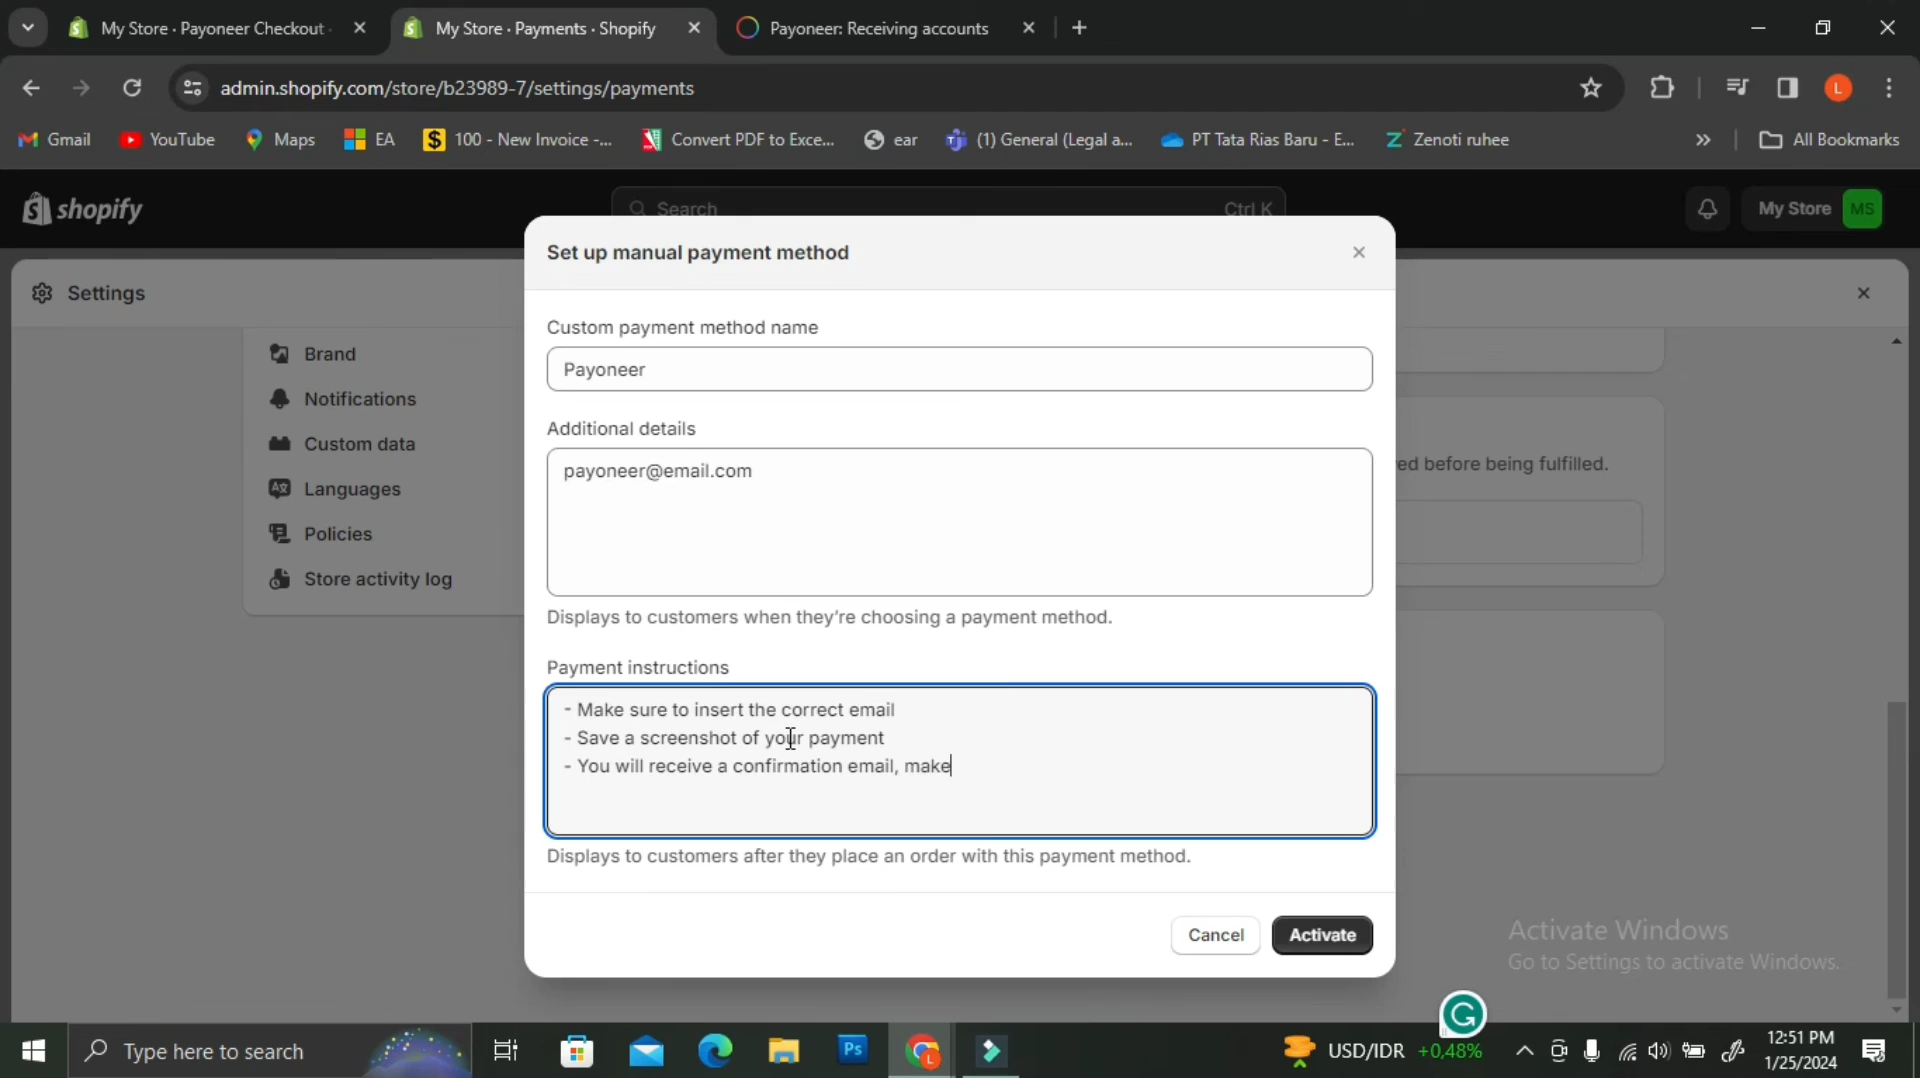 My Store · Payoneer Checkout
My Store · Payments · Shopify
Payoneer: Receiving accounts
admin.shopify.com/store/b23989-7/settings/payments
L
Gmail
YouTube
Maps
EA
100 - New Invoice -...
Convert PDF to Exce...
ear
(1) General (Legal a...
PT Tata Rias Baru - E...
Zenoti ruhee
All Bookmarks
shopify
Search
Ctrl K
My Store
MS
Settings
Set up manual payment method
Brand
Notifications
Custom data
Languages
Policies
Store activity log
Custom payment method name
Payoneer
Additional details
payoneer@email.com
ed before being fulfilled.
Displays to customers when they're choosing a payment method.
Payment instructions
- Make sure to insert the correct email
- Save a screenshot of your payment
- You will receive a confirmation email, make
Displays to customers after they place an order with this payment method.
Cancel
Activate
Activate Windows
Go to Settings to activate Windows.
Type here to search
Ps
L
USD/IDR +0,48%
12:51 PM
1/25/2024